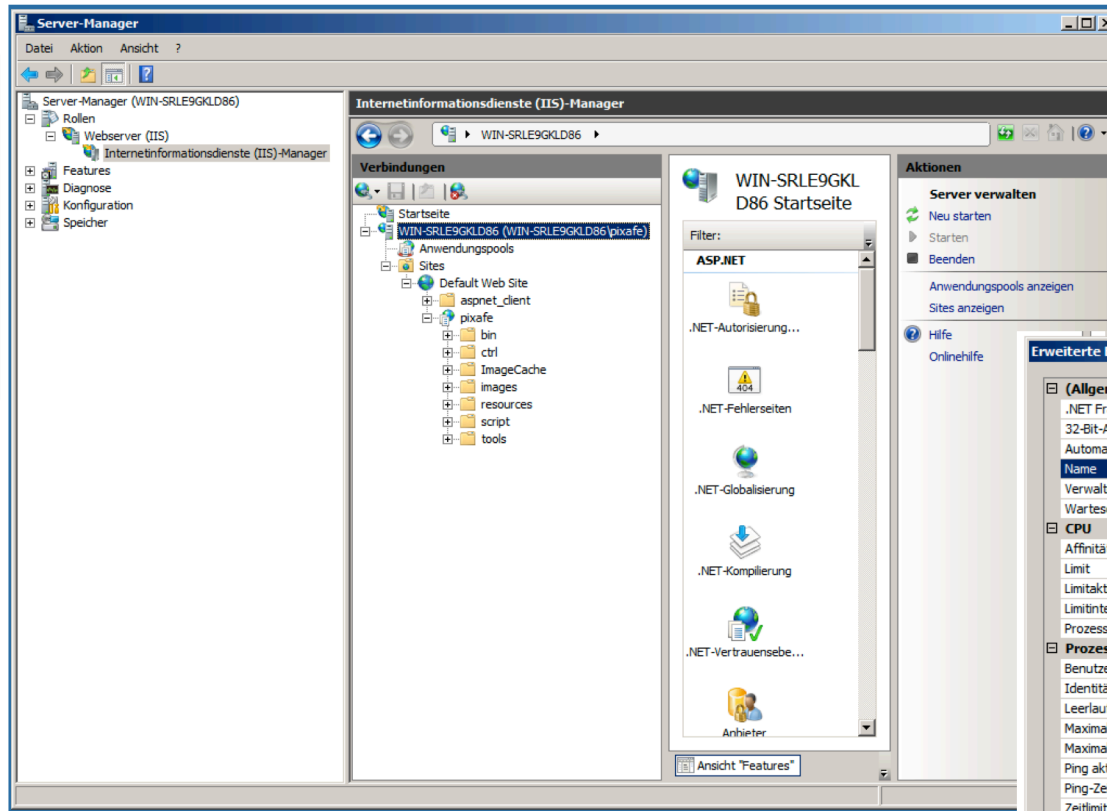 Server-Manager
Datei Aktion Ansicht ?
Server-Manager (WIN-SRLE9GKLD86)
Rollen
Webserver (IIS)
Internetinformationsdienste (IIS)-Manager
Features
Diagnose
Konfiguration
Speicher
Internetinformationsdienste (IIS)-Manager
WIN-SRLE9GKLD86
Verbindungen
Startseite
WIN-SRLE9GKLD86 (WIN-SRLE9GKLD86\pixafe)
Anwendungspools
Sites
Default Web Site
aspnet_client
pixafe
bin
ctrl
ImageCache
images
resources
script
tools
WIN-SRLE9GKL
D86 Startseite
Filter:
ASP.NET
.NET-Autorisierung...
404
.NET-Fehlerseiten
.NET-Globalisierung
.NET-Kompilierung
.NET-Vertrauensebe...
Anbieter
Ansicht "Features"
Aktionen
Server verwalten
Neu starten
Starten
Beenden
Anwendungspools anzeigen
Sites anzeigen
Hilfe
Onlinehilfe
Erweiterte
(Allger
.NET Fr
32-Bit-A
Automa
Name
Verwalt
Wartes
CPU
Affinitä
Limit
Limitakt
Limitinte
Prozess
Prozes
Benutze
Identitä
Leerlau
Maxima
Maxima
Ping akt
Ping-Ze
Zeitlimit